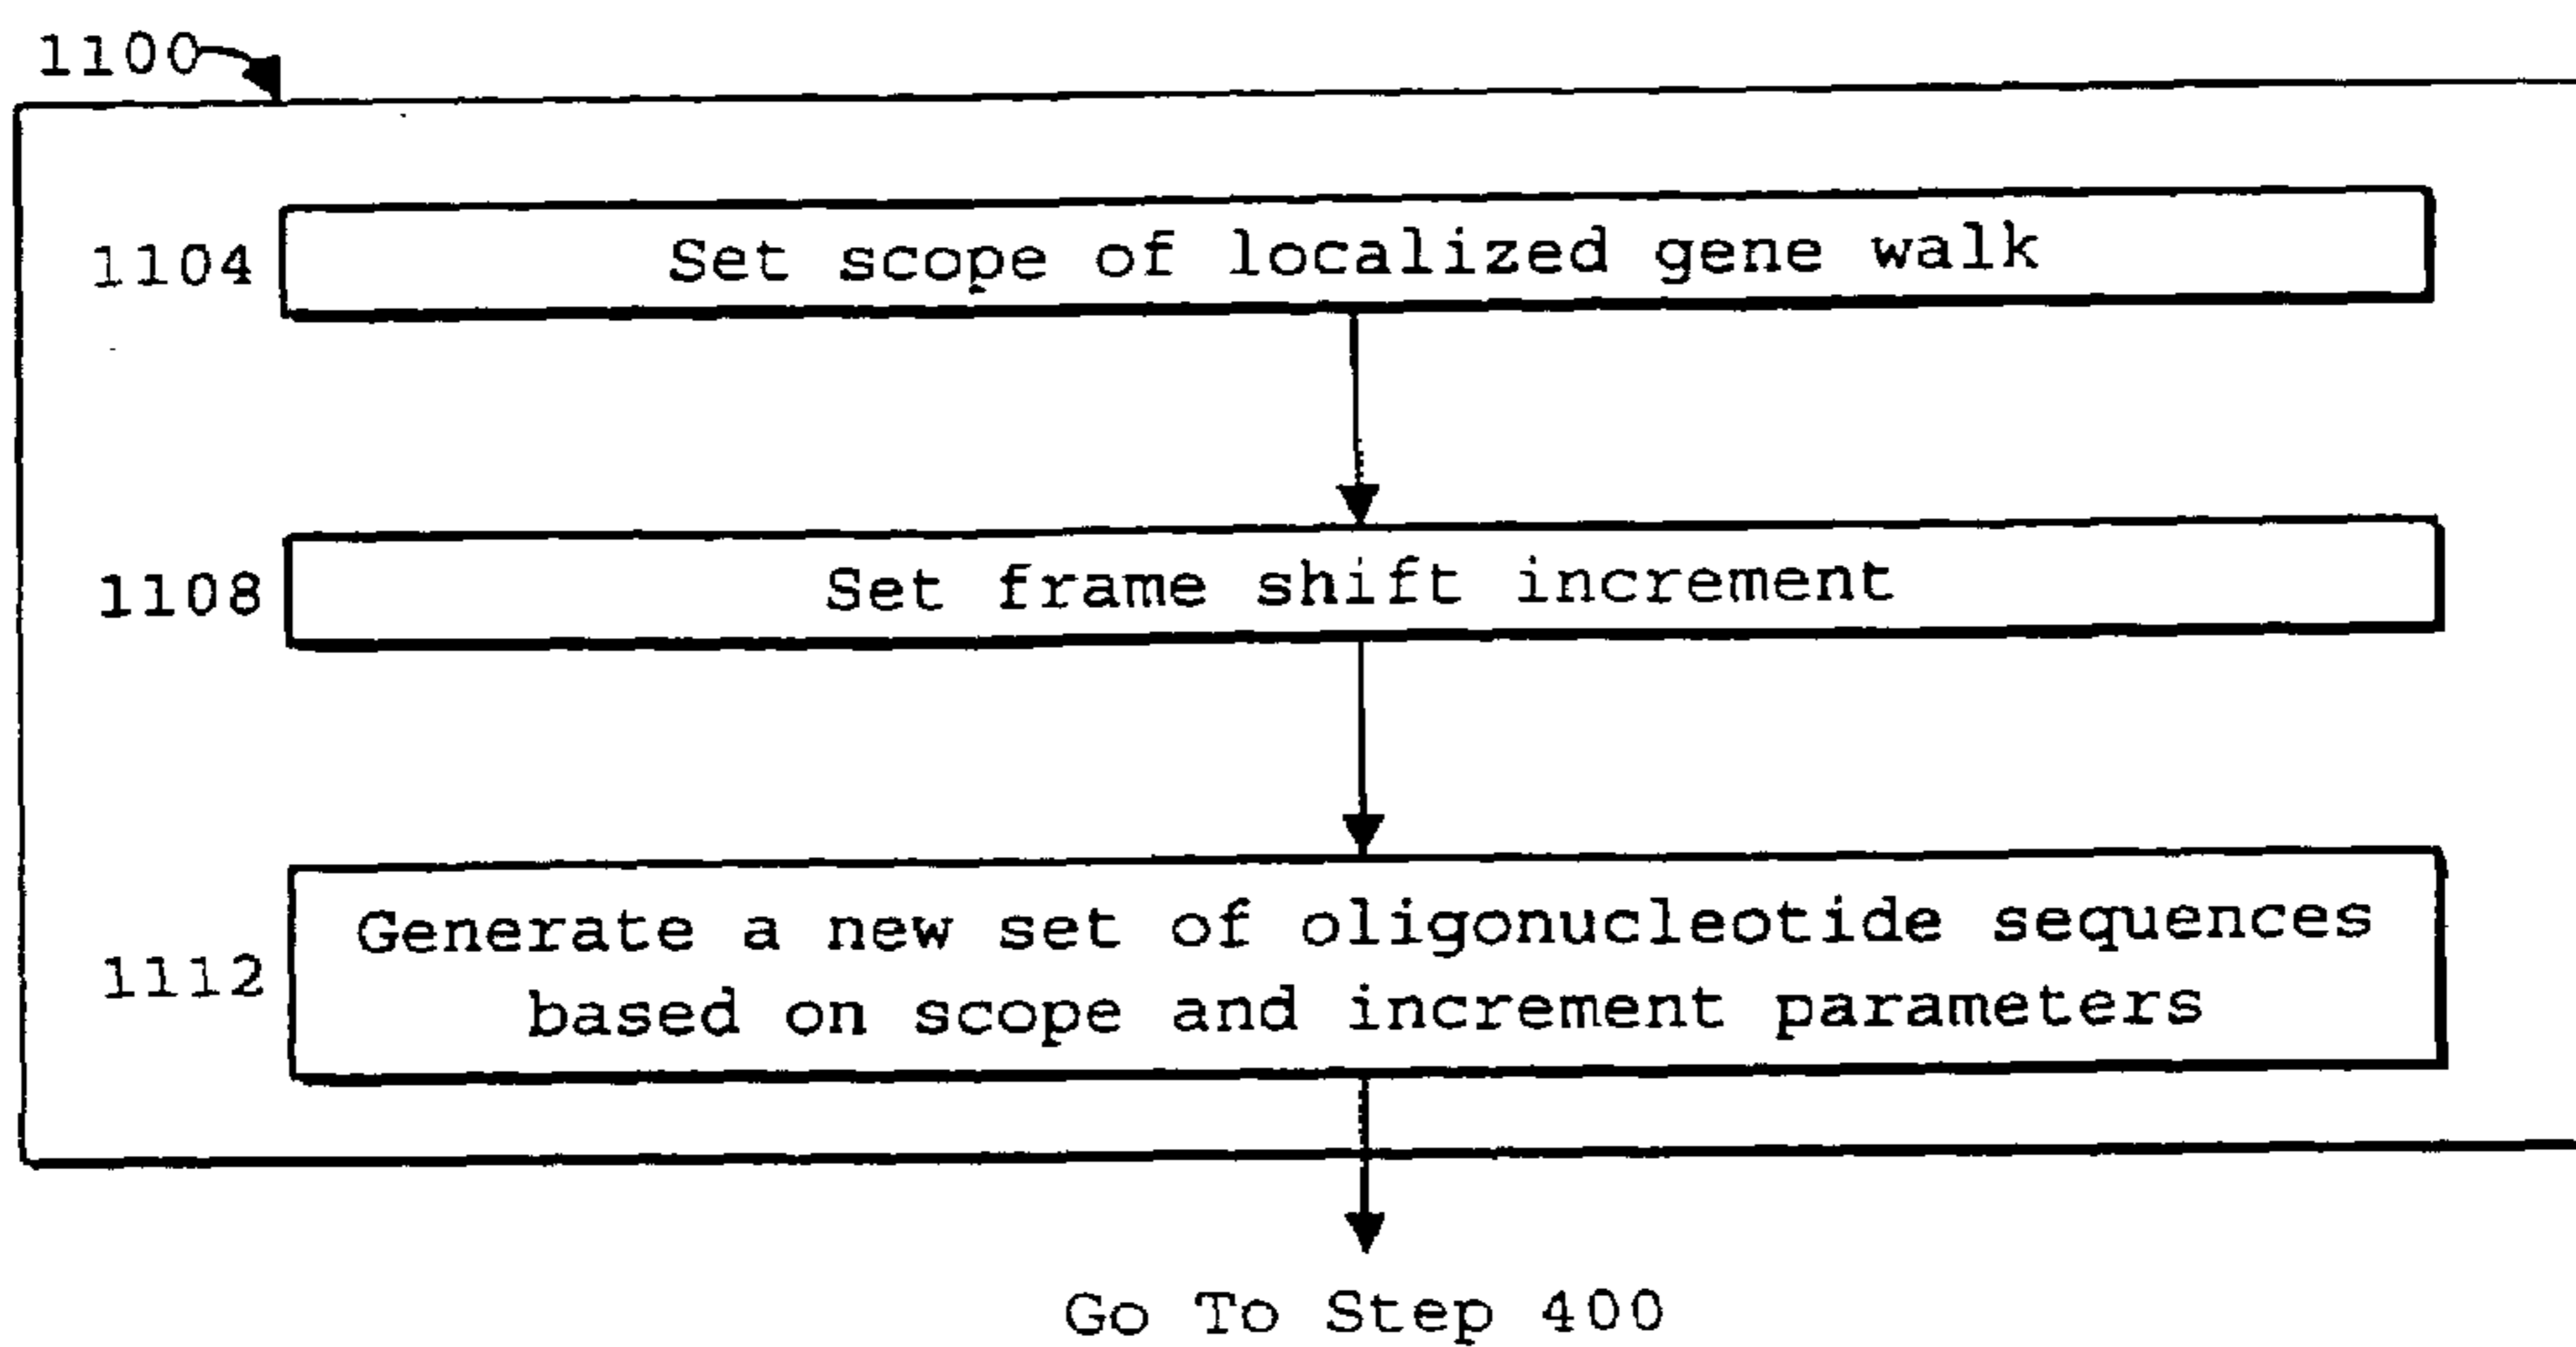 1100
1104
Set scope of localized gene walk
1108
Set frame shift increment
1112
Generate a new set of oligonucleotide sequences
based on scope and increment parameters
Go To Step 400